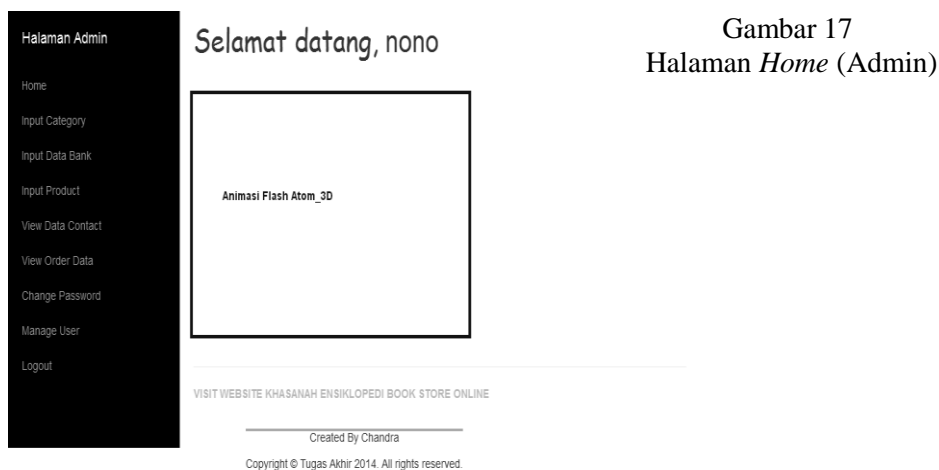 Halaman Admin
Home
Input Category
Input Data Bank
Input Product
View Data Contact
View Order Data
Change Password
Manage User
Logout
Selamat datang, nono
Animasi Flash Atom_3D
VISIT WEBSITE KHASANAH ENSIKLOPEDI BOOK STORE ONLINE
Created By Chandra
Copyright © Tugas Akhir 2014. All rights reserved.
Gambar 17
Halaman Home (Admin)